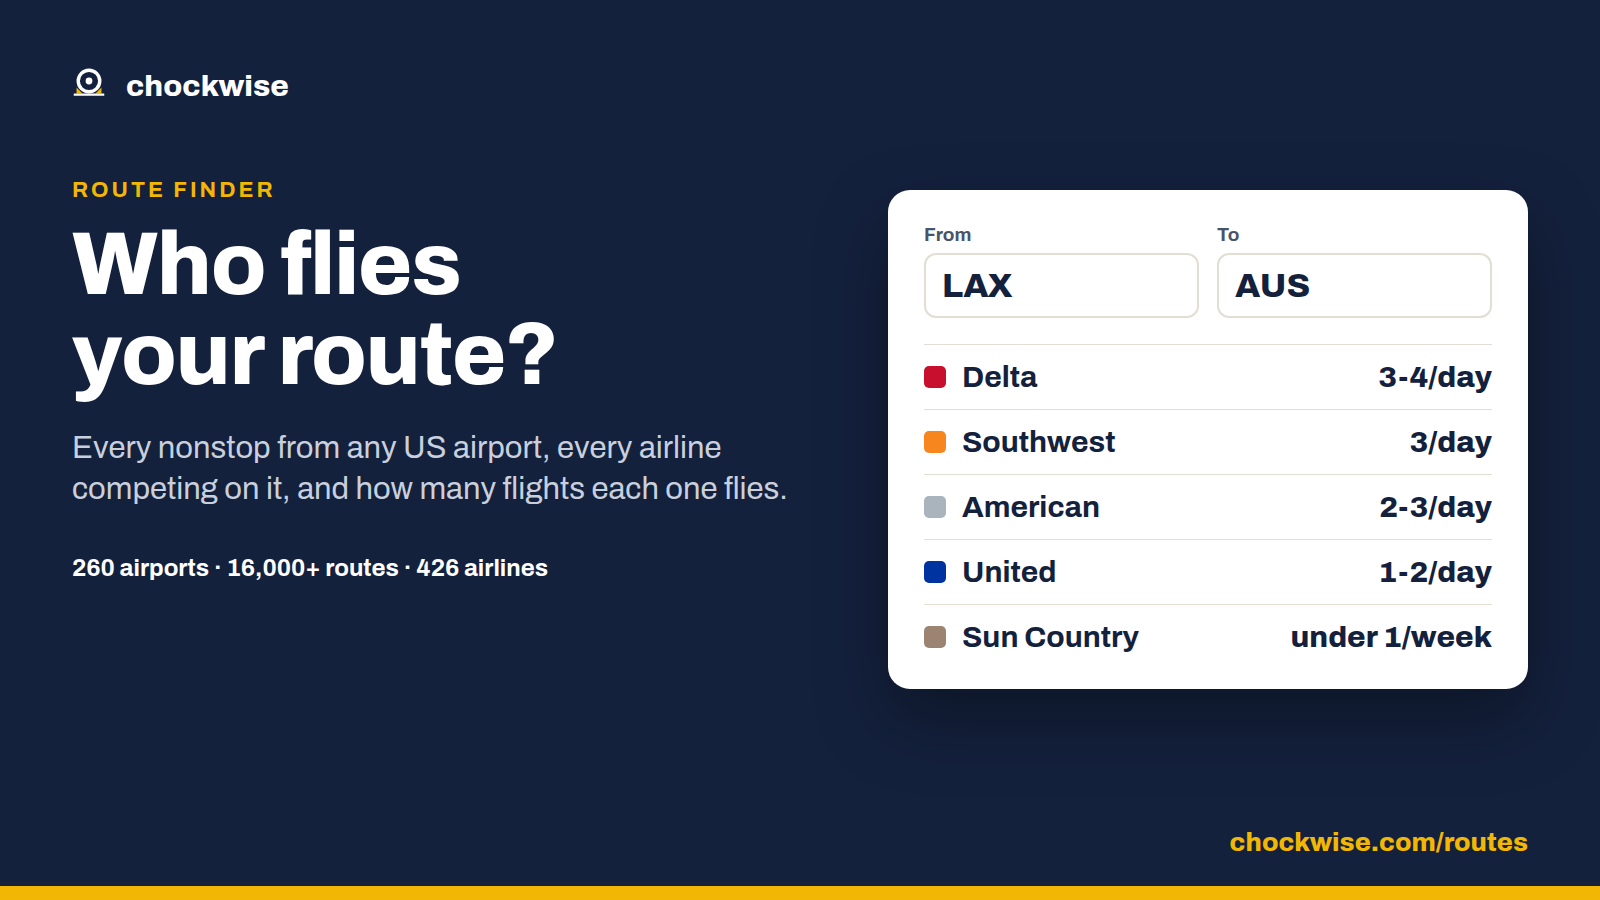 chockwise
ROUTE FINDER
Who flies
your route?
Every nonstop from any US airport, every airline
competing on it, and how many flights each one flies.
260 airports · 16,000+ routes · 426 airlines
From To
LAX AUS
Delta 3-4/day
Southwest 3/day
American 2-3/day
United 1-2/day
Sun Country under 1/week
chockwise.com/routes